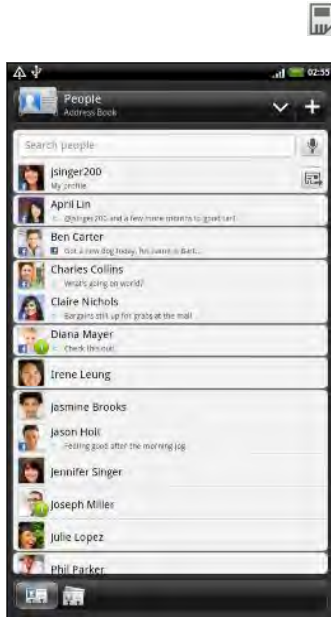 02:55
People
Address Book
Search people
jsinger200
My profile
April Lin
@jsinger200 and a few more months to good
Ben Carter
Got a new dog today, his name is Bart...
Charles Collins
What's going on world?
Claire Nichols
Bargains still up for grabs at the mall
Diana Mayer
Check this out!
Irene Leung
Jasmine Brooks
Jason Holt
Feeling good after the morning jog
Jennifer Singer
Joseph Miller
Julie Lopez
Phil Parker